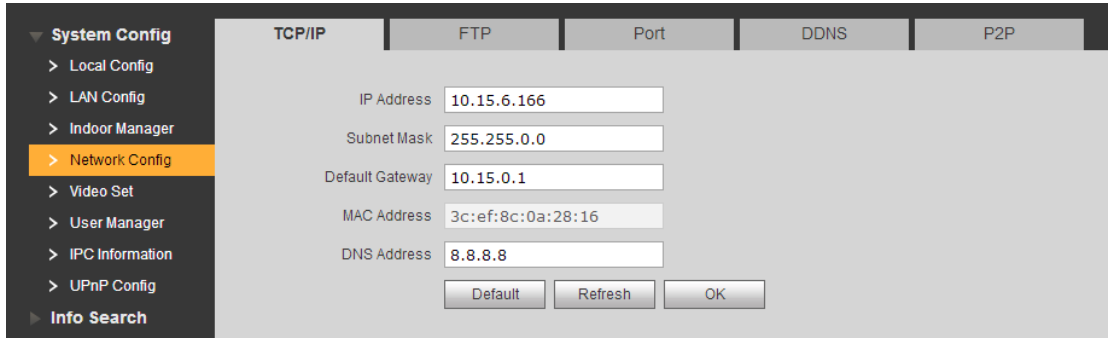 System Config
> Local Config
> LAN Config
> Indoor Manager
> Network Config
> Video Set
> User Manager
> IPC Information
> UPnP Config
Info Search
TCP/IP FTP Port DDNS P2P
IP Address 10.15.6.166
Subnet Mask 255.255.0.0
Default Gateway 10.15.0.1
MAC Address 3c:ef:8c:0a:28:16
DNS Address 8.8.8.8
Default Refresh OK